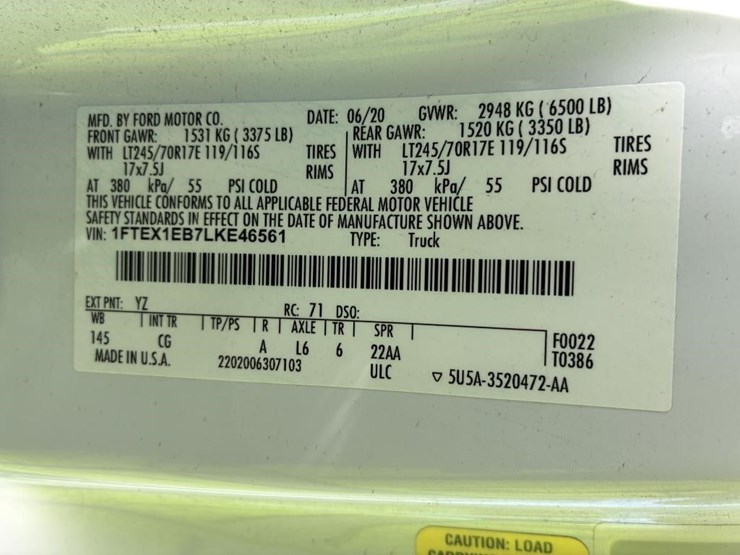 MFD. BY FORD MOTOR CO. DATE: 06/20 GVWR: 2948 KG ( 6500 LB)
FRONT GAWR: 1531 KG ( 3375 LB) REAR GAWR: 1520 KG ( 3350 LB)
WITH LT245/70R17E 119/116S TIRES WITH LT245/70R17E 119/116S TIRES
17x7.5J RIMS 17x7.5J RIMS
AT 380 kPa/ 55 PSI COLD AT 380 kPa/ 55 PSI COLD
THIS VEHICLE CONFORMS TO ALL APPLICABLE FEDERAL MOTOR VEHICLE
SAFETY STANDARDS IN EFFECT ON THE DATE OF MANUFACTURE SHOWN ABOVE.
VIN: 1FTEX1EB7LKE46561 TYPE: Truck
EXT PNT: YZ RC: 71 DSO:
WB INT TR TP/PS R AXLE TR SPR F0022
145 CG A L6 6 22AA T0386
MADE IN U.S.A. 2202006307103 ULC ▽ 5U5A-3520472-AA
CAUTION: LOAD